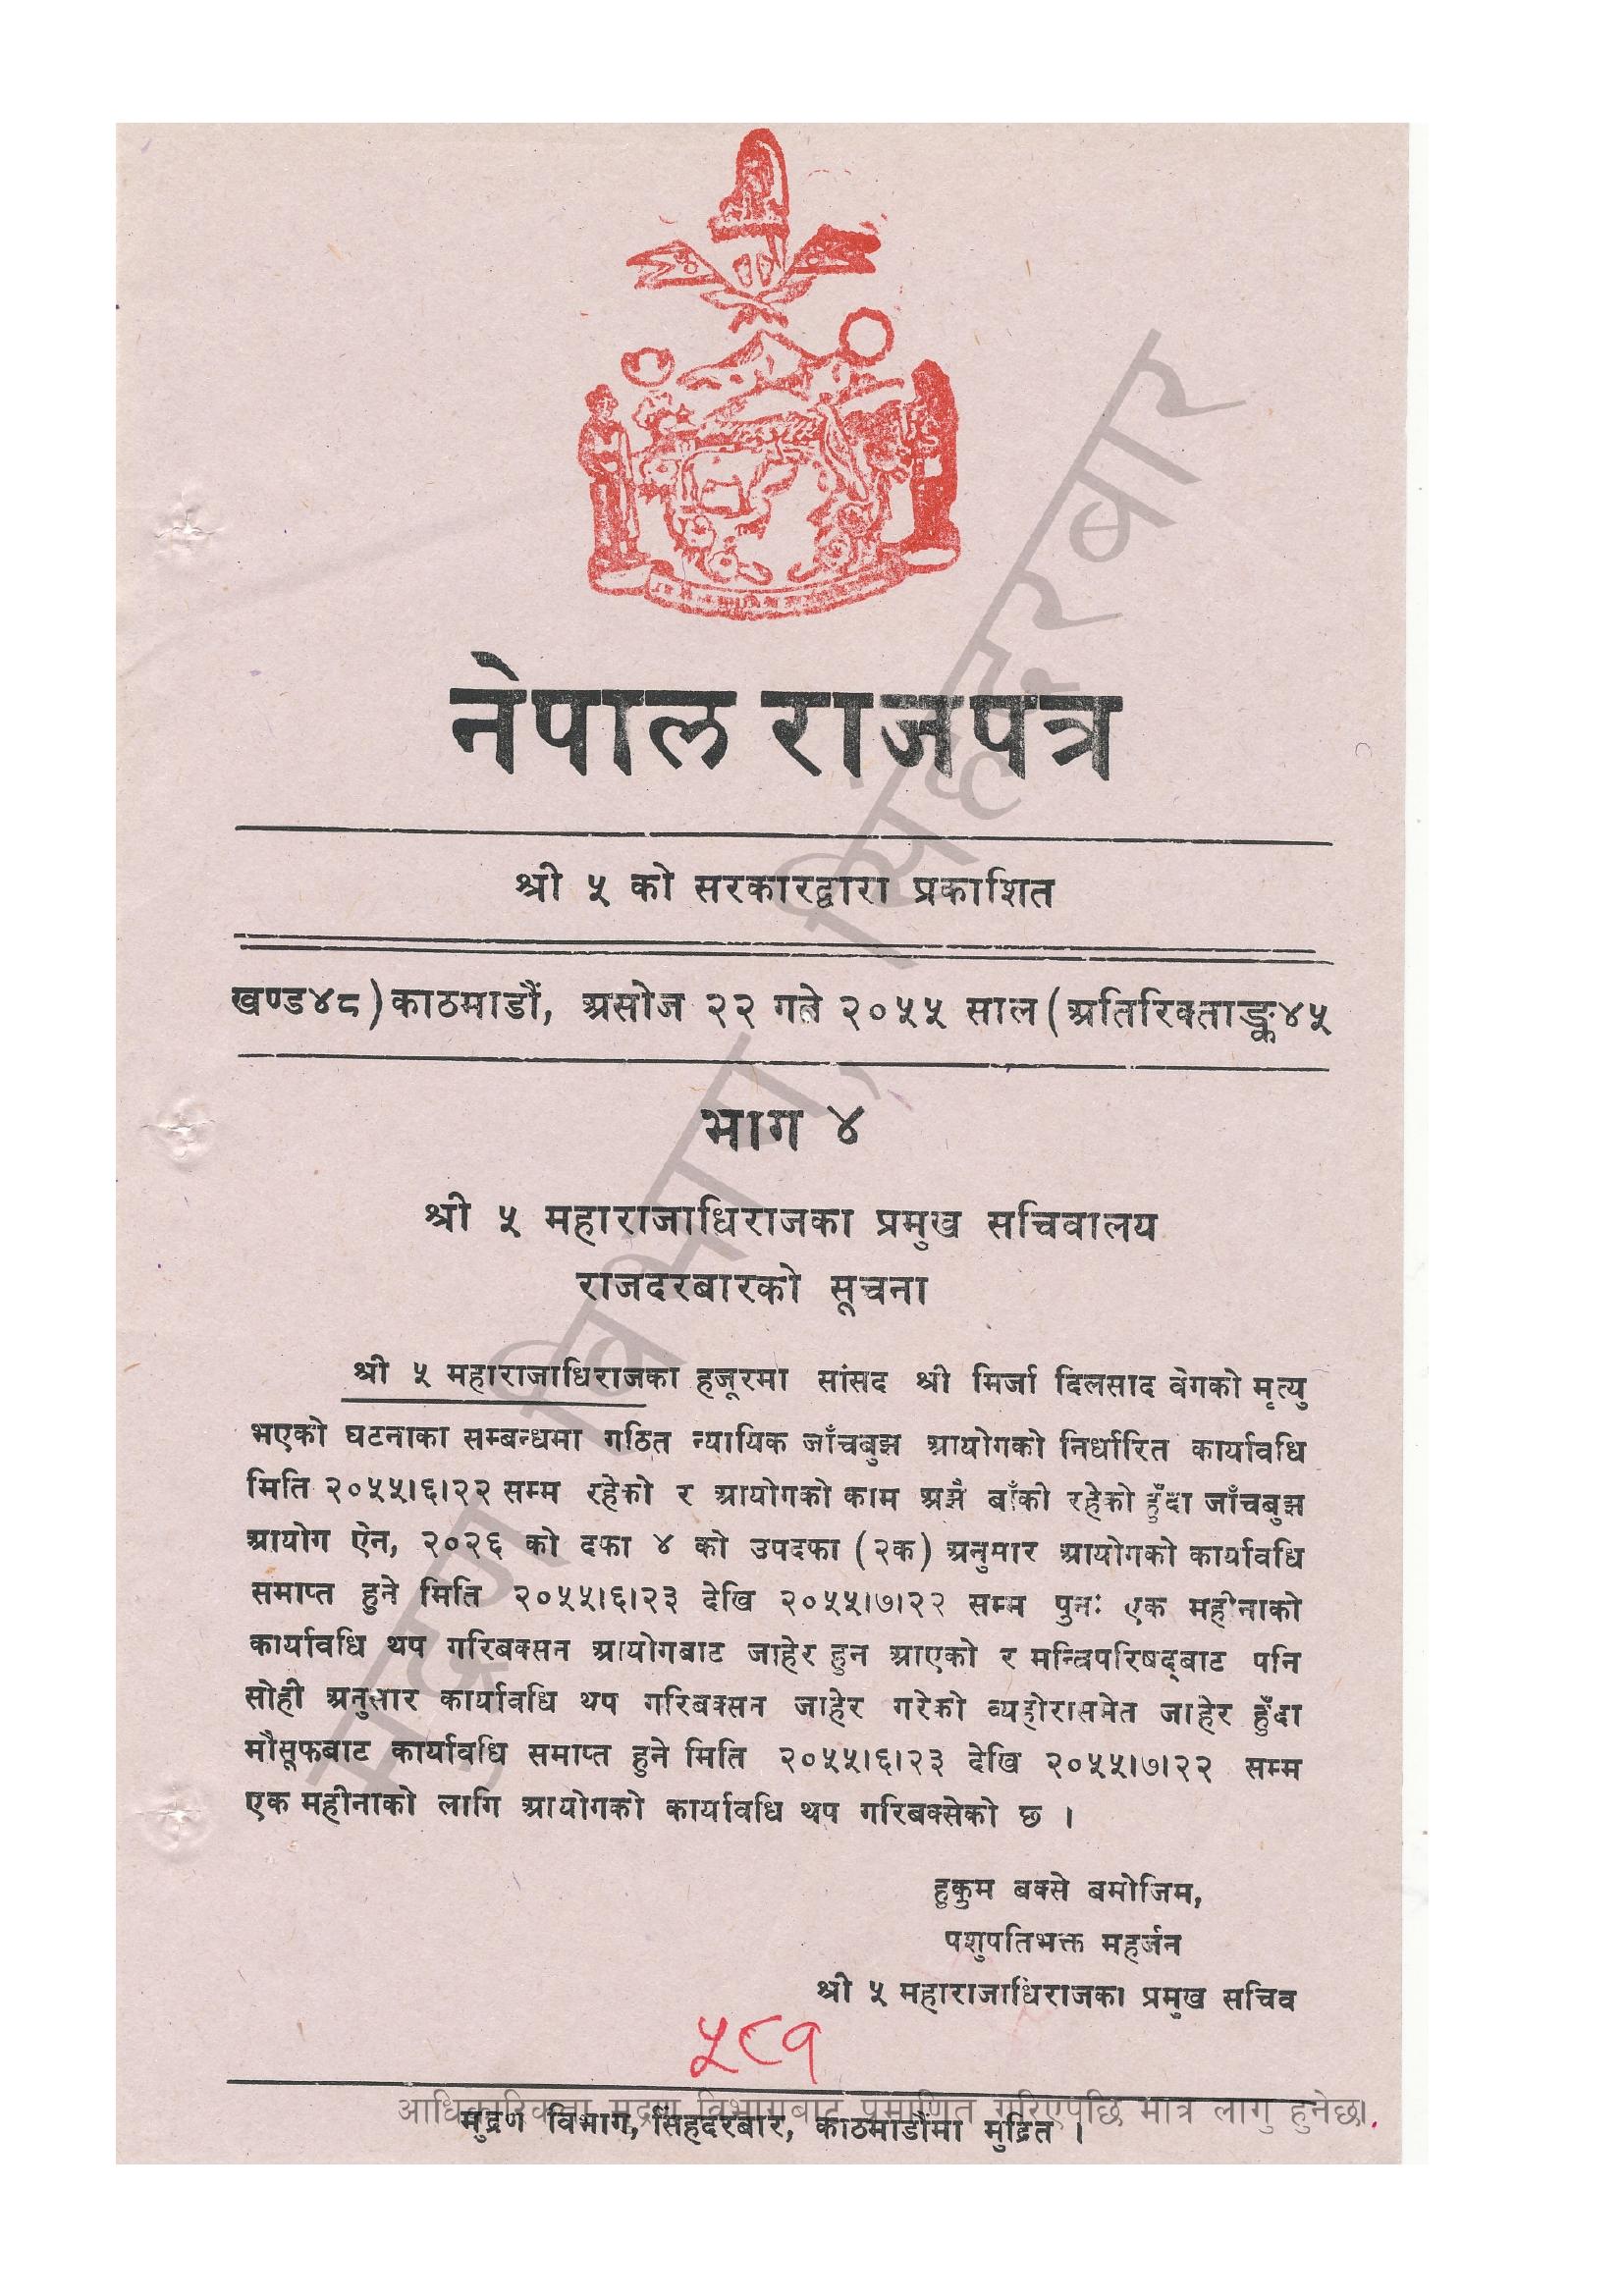 नेपाल राजपत्र
श्री ५ को सरकारद्वारा प्रकाशित
खण्ड४८) काठमाडौं, असोज २२ गते २०५५ साल (अतिरिक्ताङ्क४५
भाग ४
श्री ५ महाराजाधिराजका प्रमुख सचिवालय
राजदरबारको सूचना
श्री ५ महाराजाधिराजका हजूरमा सांसद श्री मिर्जा दिलसाद वेगको मृत्यु
भएको घटनाका सम्बन्धमा गठित न्यायिक जाँचबुझ आयोगको निर्धारित कार्यावधि
मिति २०५५।६।२२ सम्म रहेको र आयोगको काम अझै बाँकी रहेको हुँदा जाँचबुझ
आयोग ऐन, २०२६ को दफा ४ को उपदफा (२क) अनुसार आयोगको कार्यावधि
समाप्त हुने मिति २०५५।६।२३ देखि २०५५।७।२२ सम्म पुनः एक महीनाको
कार्यावधि थप गरिबक्सन आयोगबाट जाहेर हुन आएको र मन्त्रिपरिषद्बाट पनि
सोही अनुसार कार्यावधि थप गरिबक्सन जाहेर गरेको व्यहोरासमेत जाहेर हुँदा
मौसूफबाट कार्यावधि समाप्त हुने मिति २०५५।६।२३ देखि २०५५।७।२२ सम्म
एक महीनाको लागि आयोगको कार्यावधि थप गरिबक्सेको छ ।
हुकुम बक्से बमोजिम,
पशुपतिभक्त महर्जन
श्री ५ महाराजाधिराजका प्रमुख सचिव
५८१
आधिकारिकता मुद्रण विभागबाट प्रमाणित गरिएपछि मात्र लागु हुनेछ।
मुद्रण विभाग, सिंहदरबार, काठमाडौंमा मुद्रित ।
मुद्रण विभाग, सिंहदरबार